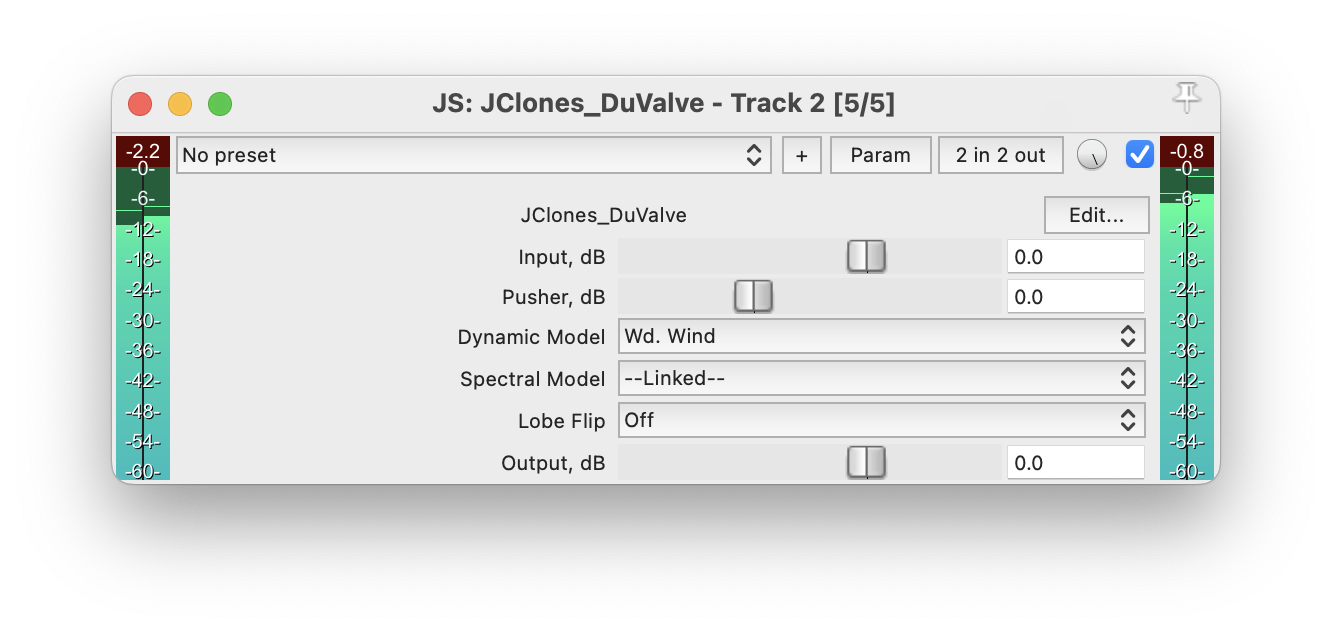 JS: JClones_DuValve - Track 2 [5/5]
-2.2
No preset
+
Param
2 in 2 out
-0.8
-0-
-6-
-12-
-18-
-24-
-30-
-36-
-42-
-48-
-54-
-60-
JClones_DuValve
Edit...
Input, dB
0.0
Pusher, dB
0.0
Dynamic Model
Wd. Wind
Spectral Model
--Linked--
Lobe Flip
Off
Output, dB
0.0
-0-
-6-
-12-
-18-
-24-
-30-
-36-
-42-
-48-
-54-
-60-